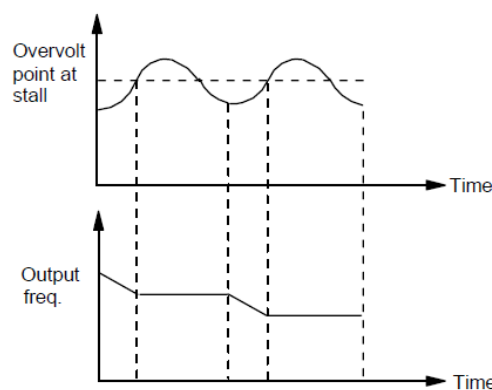 Overvolt
point at
stall
Time
Output
freq.
Time